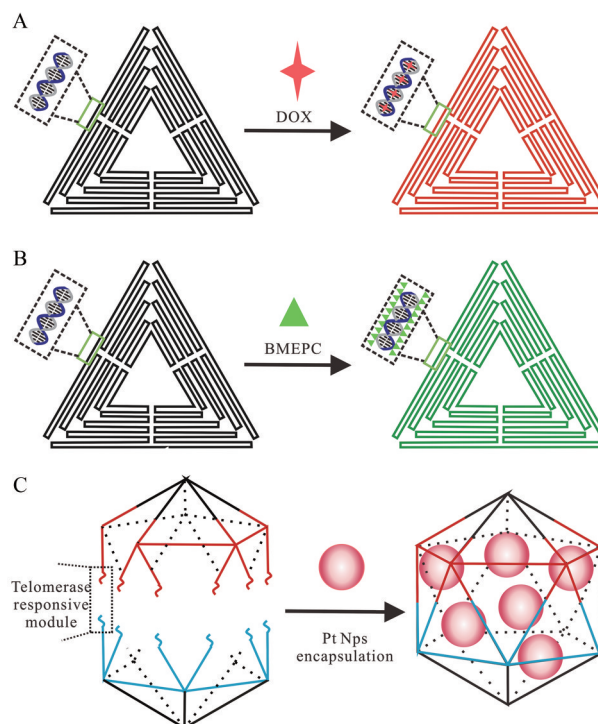 A
DOX
B
BMEPC
C
Telomerase
responsive
module
Pt Nps
encapsulation